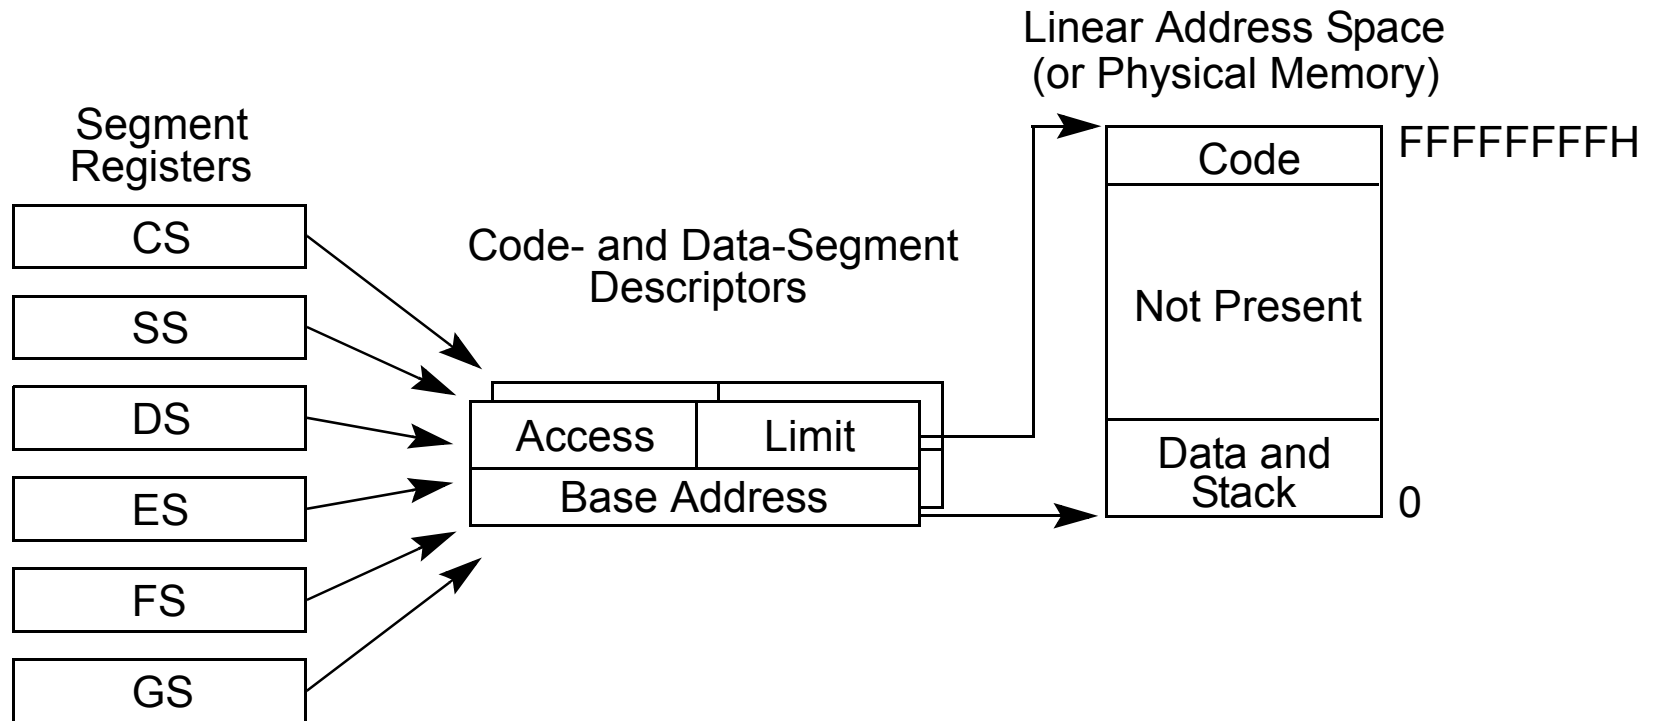 Linear Address Space
(or Physical Memory)
Segment
Registers
CS
SS
DS
ES
FS
GS
Code- and Data-Segment
Descriptors
Access
Limit
Base Address
Code
FFFFFFFFH
Not Present
Data and
Stack
0